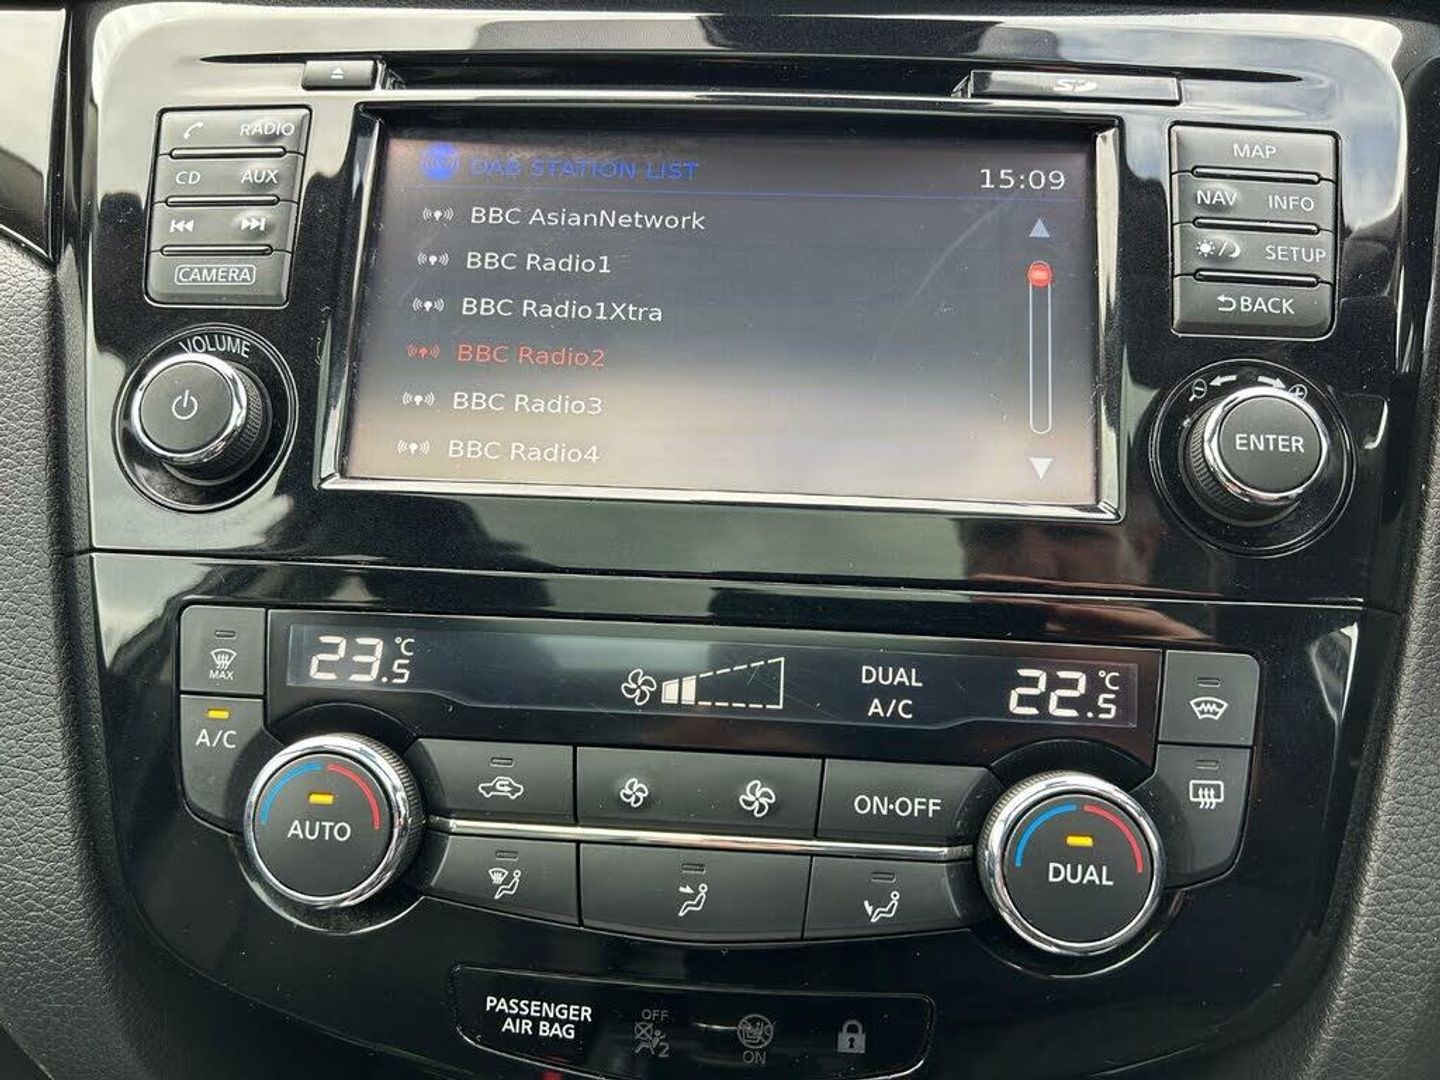 SD
RADIO
CD AUX
CAMERA
VOLUME
DAB STATION LIST
15:09
BBC AsianNetwork
BBC Radio1
BBC Radio1Xtra
BBC Radio2
BBC Radio3
BBC Radio4
MAP
NAV INFO
SETUP
BACK
ENTER
MAX
23.5°C
DUAL
A/C
22.5°C
A/C
AUTO
ON·OFF
DUAL
PASSENGER
AIR BAG
OFF
2
ON